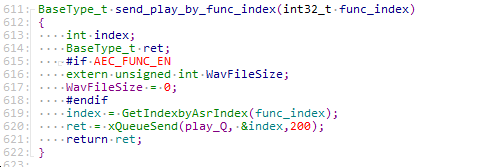 611: BaseType_t send_play_by_func_index(int32_t func_index)
612: {
613: ····int index;
614: ····BaseType_t ret;
615: ····#if AEC_FUNC_EN
616: ····extern unsigned int WavFileSize;
617: ····WavFileSize = 0;
618: ····#endif
619: ····index = GetIndexbyAsrIndex(func_index);
620: ····ret = xQueueSend(play_Q, &index,200);
621: ····return ret;
622: }
623: